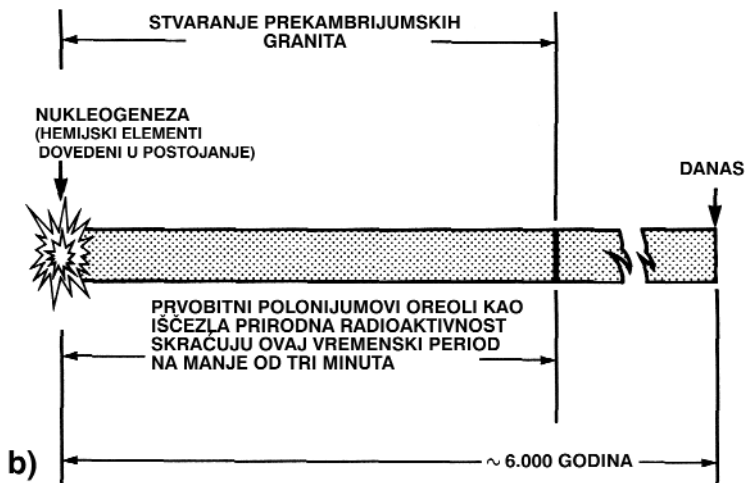 STVARANJE PREKAMBRIJUMSKIH
GRANITA
NUKLEOGENEZA
(HEMIJSKI ELEMENTI
DOVEDENI U POSTOJANJE)
DANAS
PRVOBITNI POLONIJUMOVI OREOLI KAO
IŠČEZLA PRIRODNA RADIOAKTIVNOST
SKRAĆUJU OVAJ VREMENSKI PERIOD
NA MANJE OD TRI MINUTA
b)
~ 6.000 GODINA